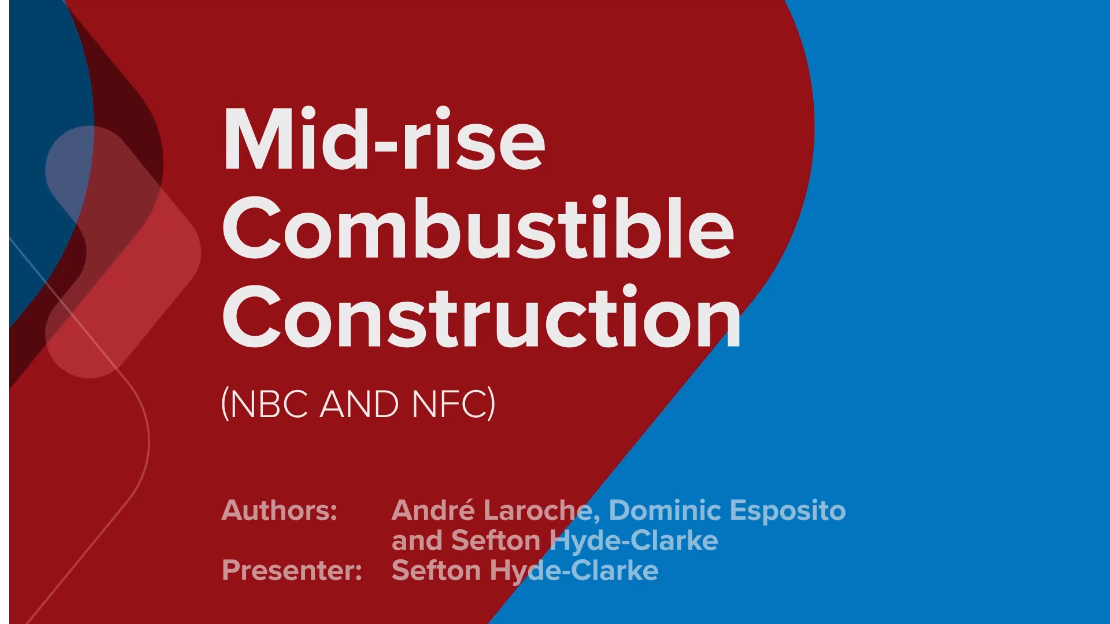 Mid-rise
Combustible
Construction
(NBC AND NFC)
Authors: André Laroche, Dominic Esposito
and Sefton Hyde-Clarke
Presenter: Sefton Hyde-Clarke